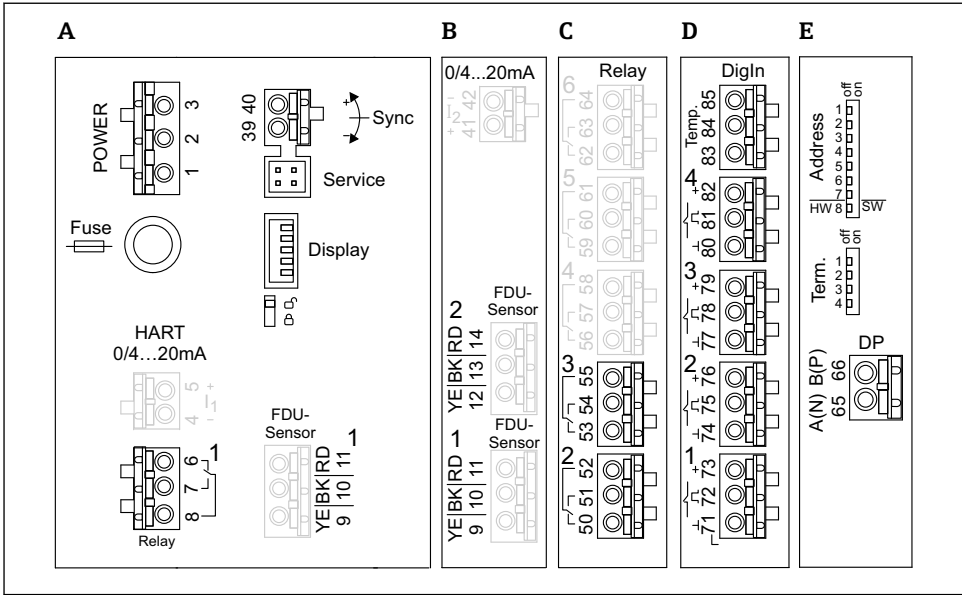 A
B
C
D
E
POWER
3
2
1
39 40
+
-
Sync
Service
Fuse
Display
HART
0/4...20mA
5
4
+
I1
-
6
7
8
1
Relay
FDU-
Sensor
1
YE|BK|RD
9 |10| 11
0/4...20mA
-
I2
+
41 42
2
FDU-
Sensor
YE|BK|RD
12|13|14
1
FDU-
Sensor
YE|BK|RD
9 |10| 11
Relay
6
62 63 64
5
59 60 61
4
56 57 58
3
53 54 55
2
50 51 52
DigIn
Temp.
83 84 85
4
+
80 81 82
3
+
77 78 79
2
+
74 75 76
1
+
71 72 73
off
on
Address
1
2
3
4
5
6
7
HW 8 SW
off
on
Term.
1
2
3
4
DP
A(N) B(P)
65 66